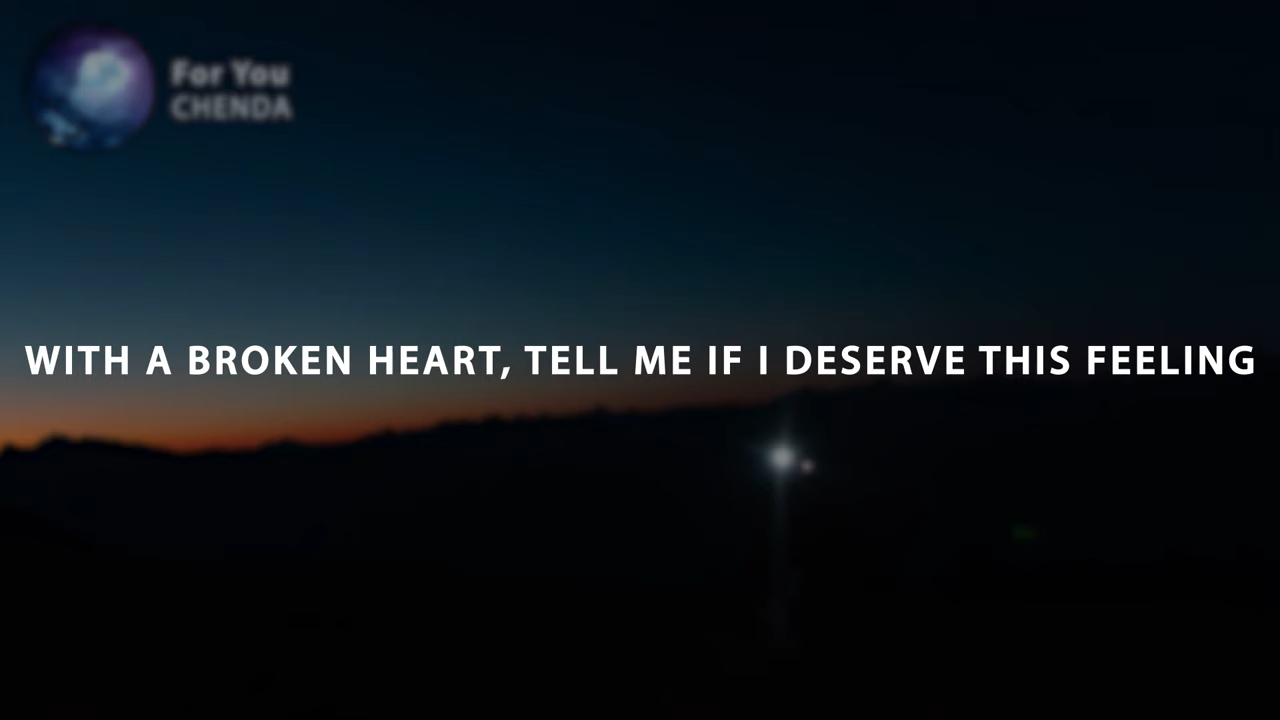 For You
CHENDA
WITH A BROKEN HEART, TELL ME IF I DESERVE THIS FEELING